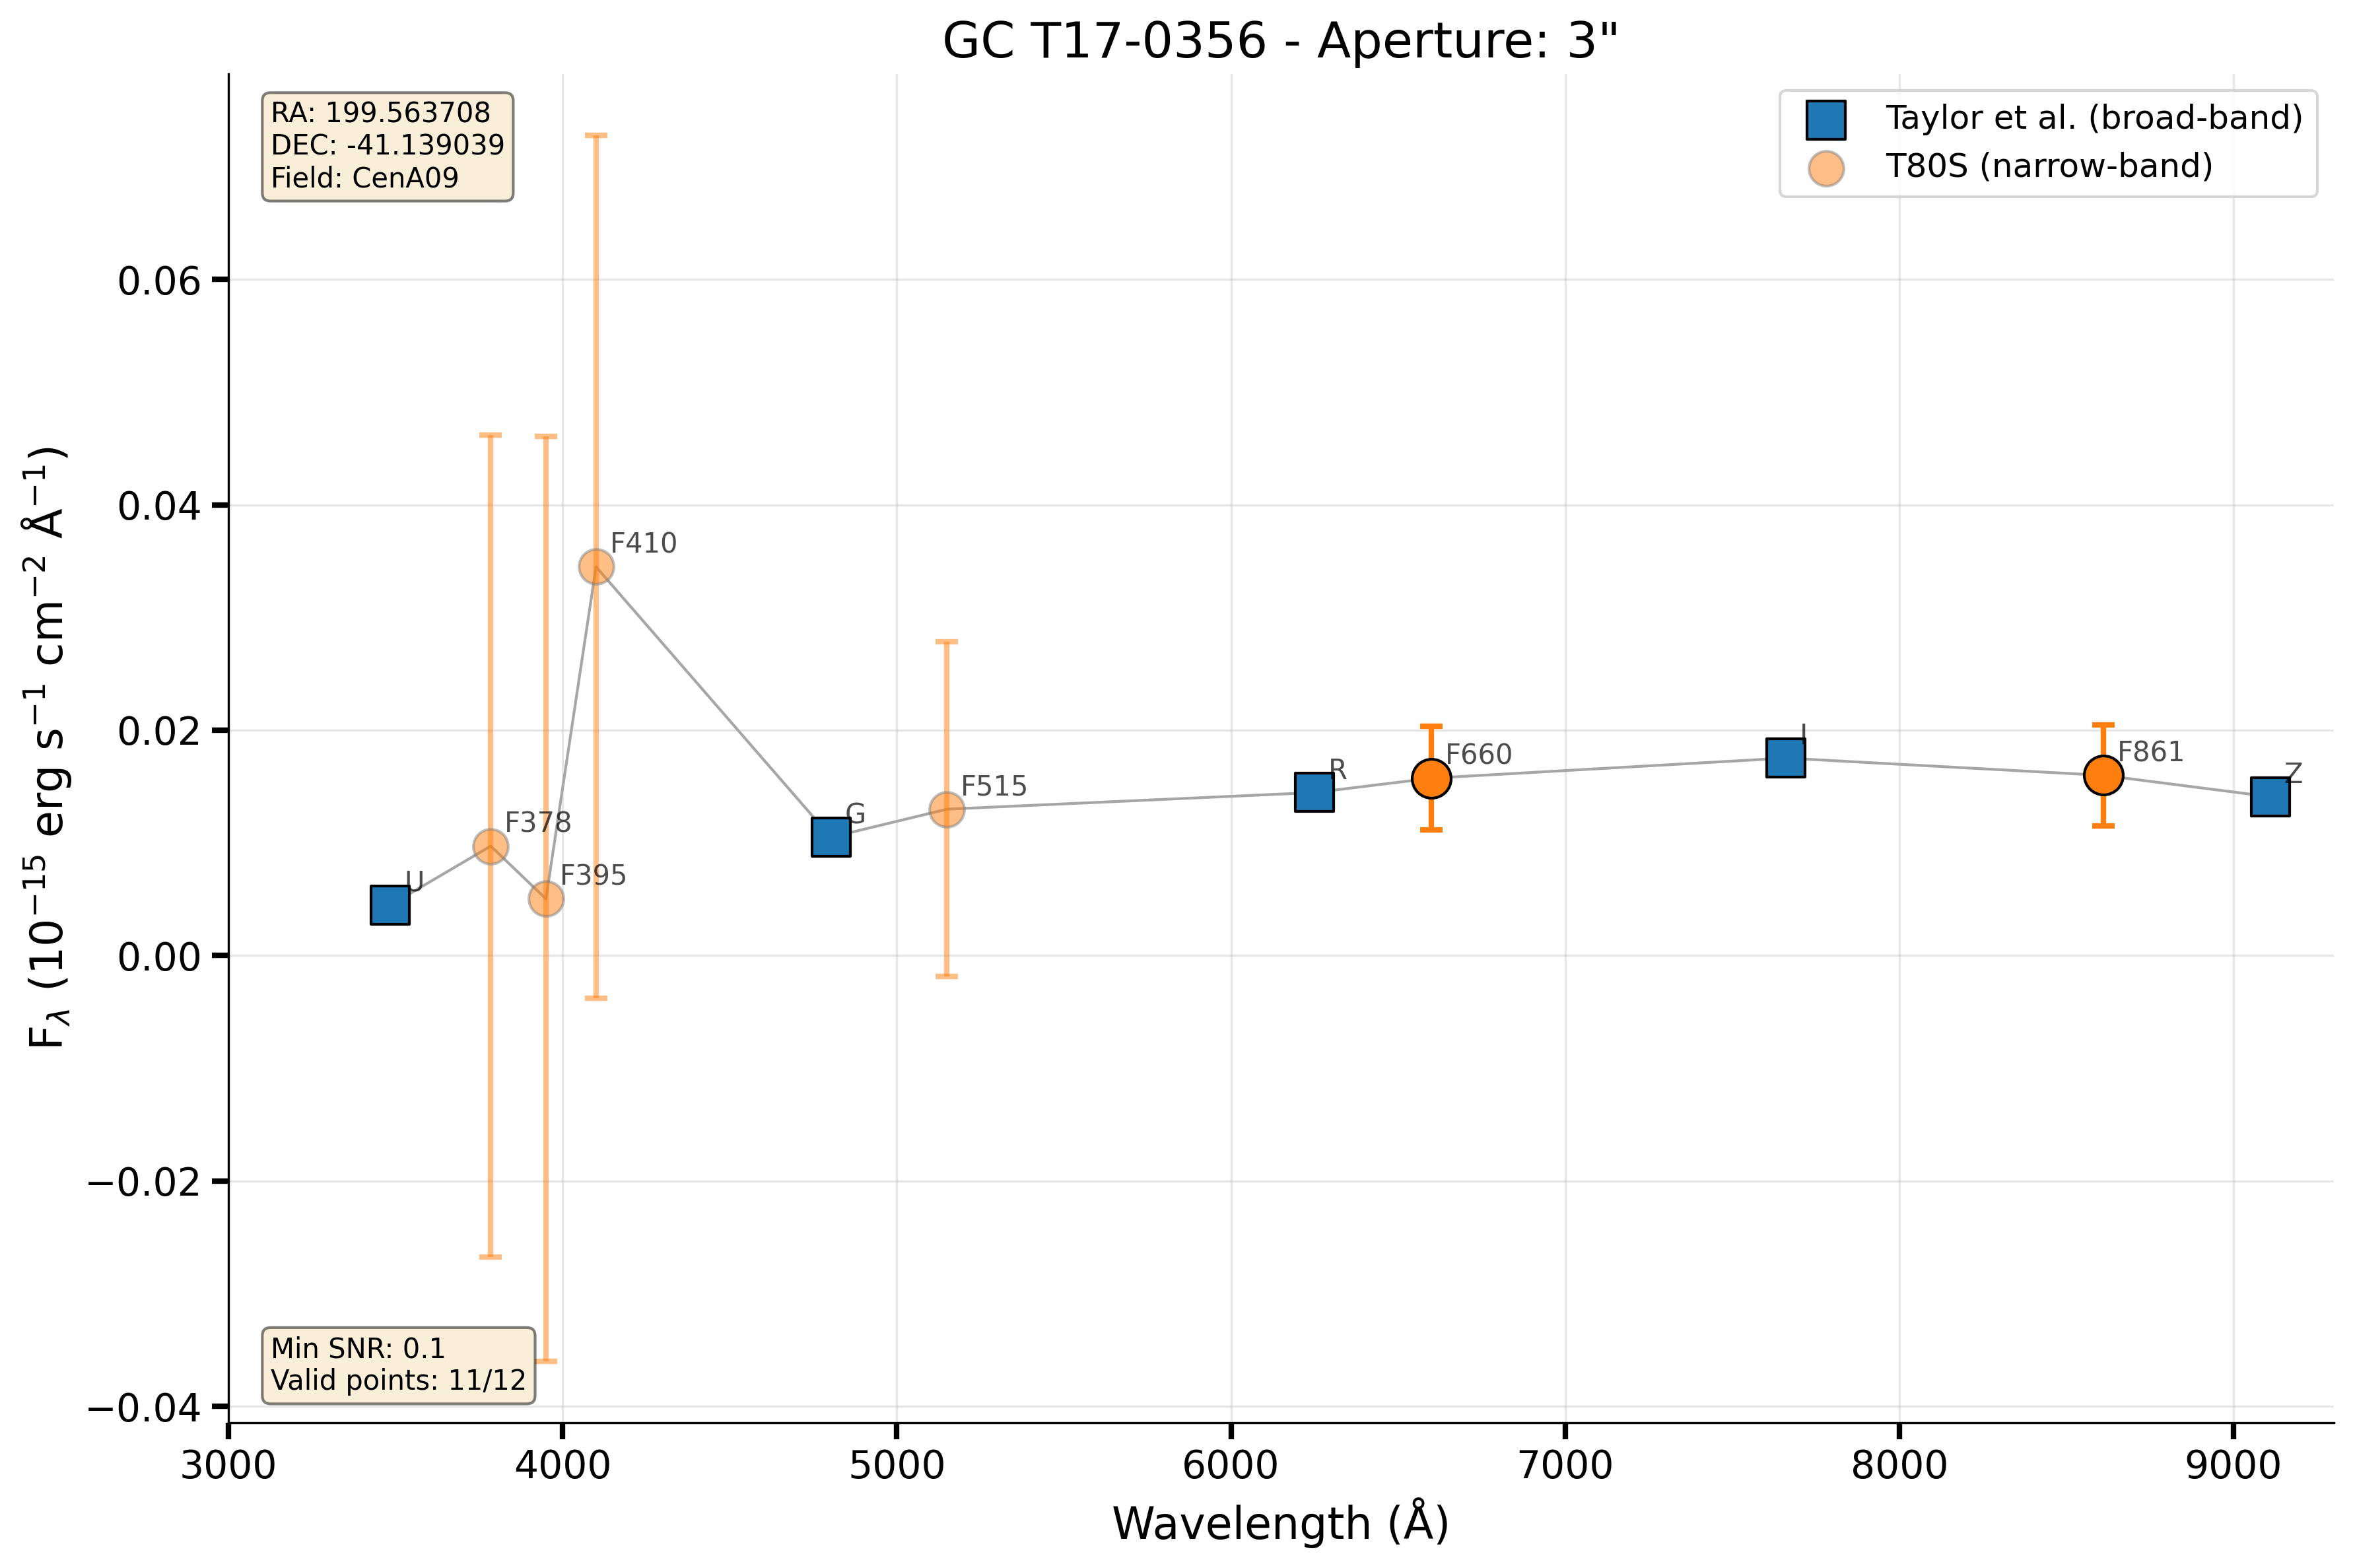 GC T17-0356 - Aperture: 3"
RA: 199.563708
DEC: -41.139039
Field: CenA09
Taylor et al. (broad-band)
T80S (narrow-band)
F_λ (10⁻¹⁵ erg s⁻¹ cm⁻² Å⁻¹)
0.06
0.04
0.02
0.00
−0.02
−0.04
U
F378
F395
F410
G
F515
R
F660
I
F861
Z
Min SNR: 0.1
Valid points: 11/12
3000
4000
5000
6000
7000
8000
9000
Wavelength (Å)